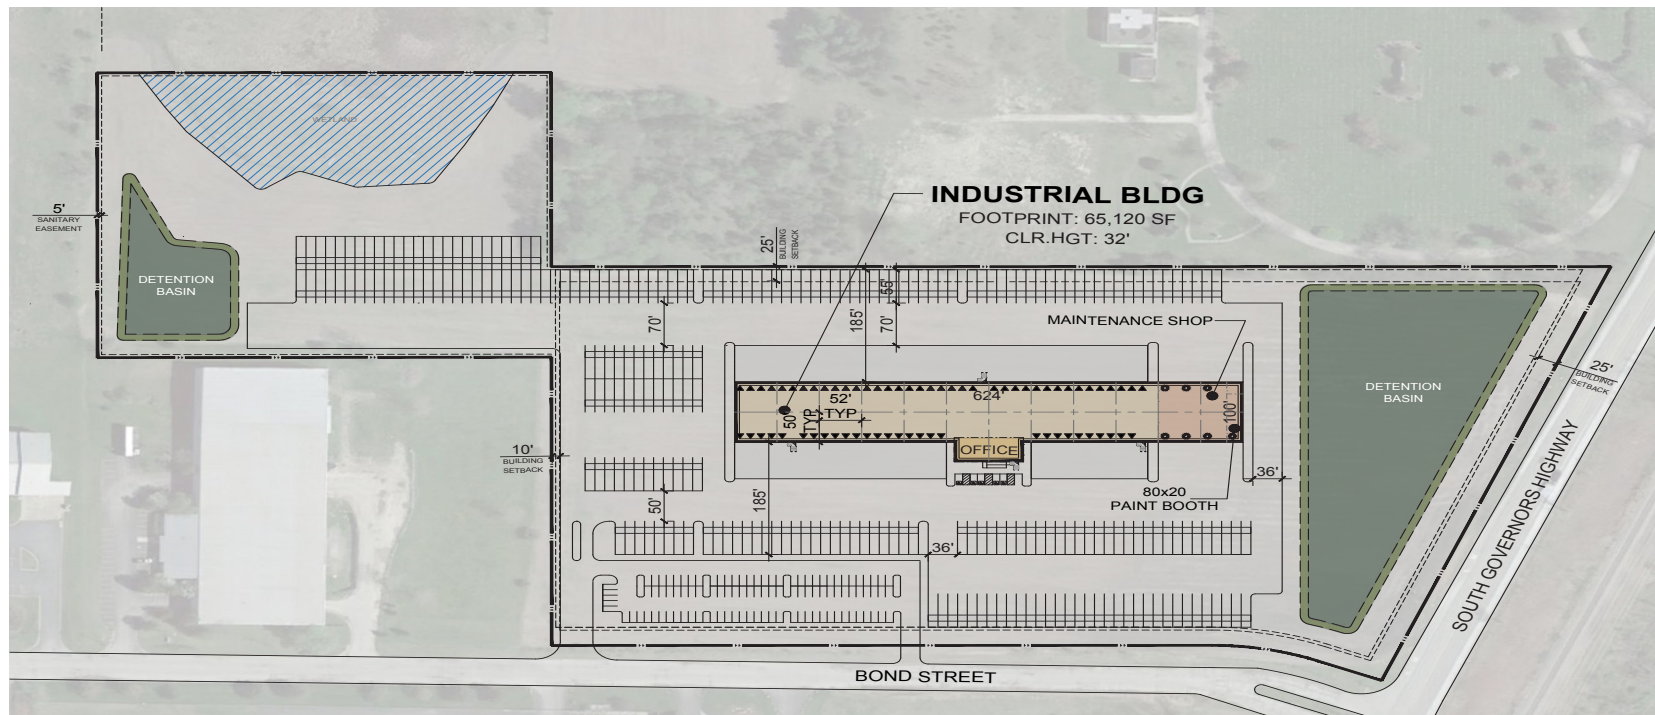 WETLAND
5'
SANITARY
EASEMENT
DETENTION
BASIN
INDUSTRIAL BLDG
FOOTPRINT: 65,120 SF
CLR.HGT: 32'
25'
BUILDING
SETBACK
55'
70'
185'
70'
MAINTENANCE SHOP
624'
52'
TYP
50'
TYP
100'
OFFICE
25'
BUILDING
SETBACK
DETENTION
BASIN
10'
BUILDING
SETBACK
36'
80x20
PAINT BOOTH
50'
185'
36'
SOUTH GOVERNORS HIGHWAY
BOND STREET